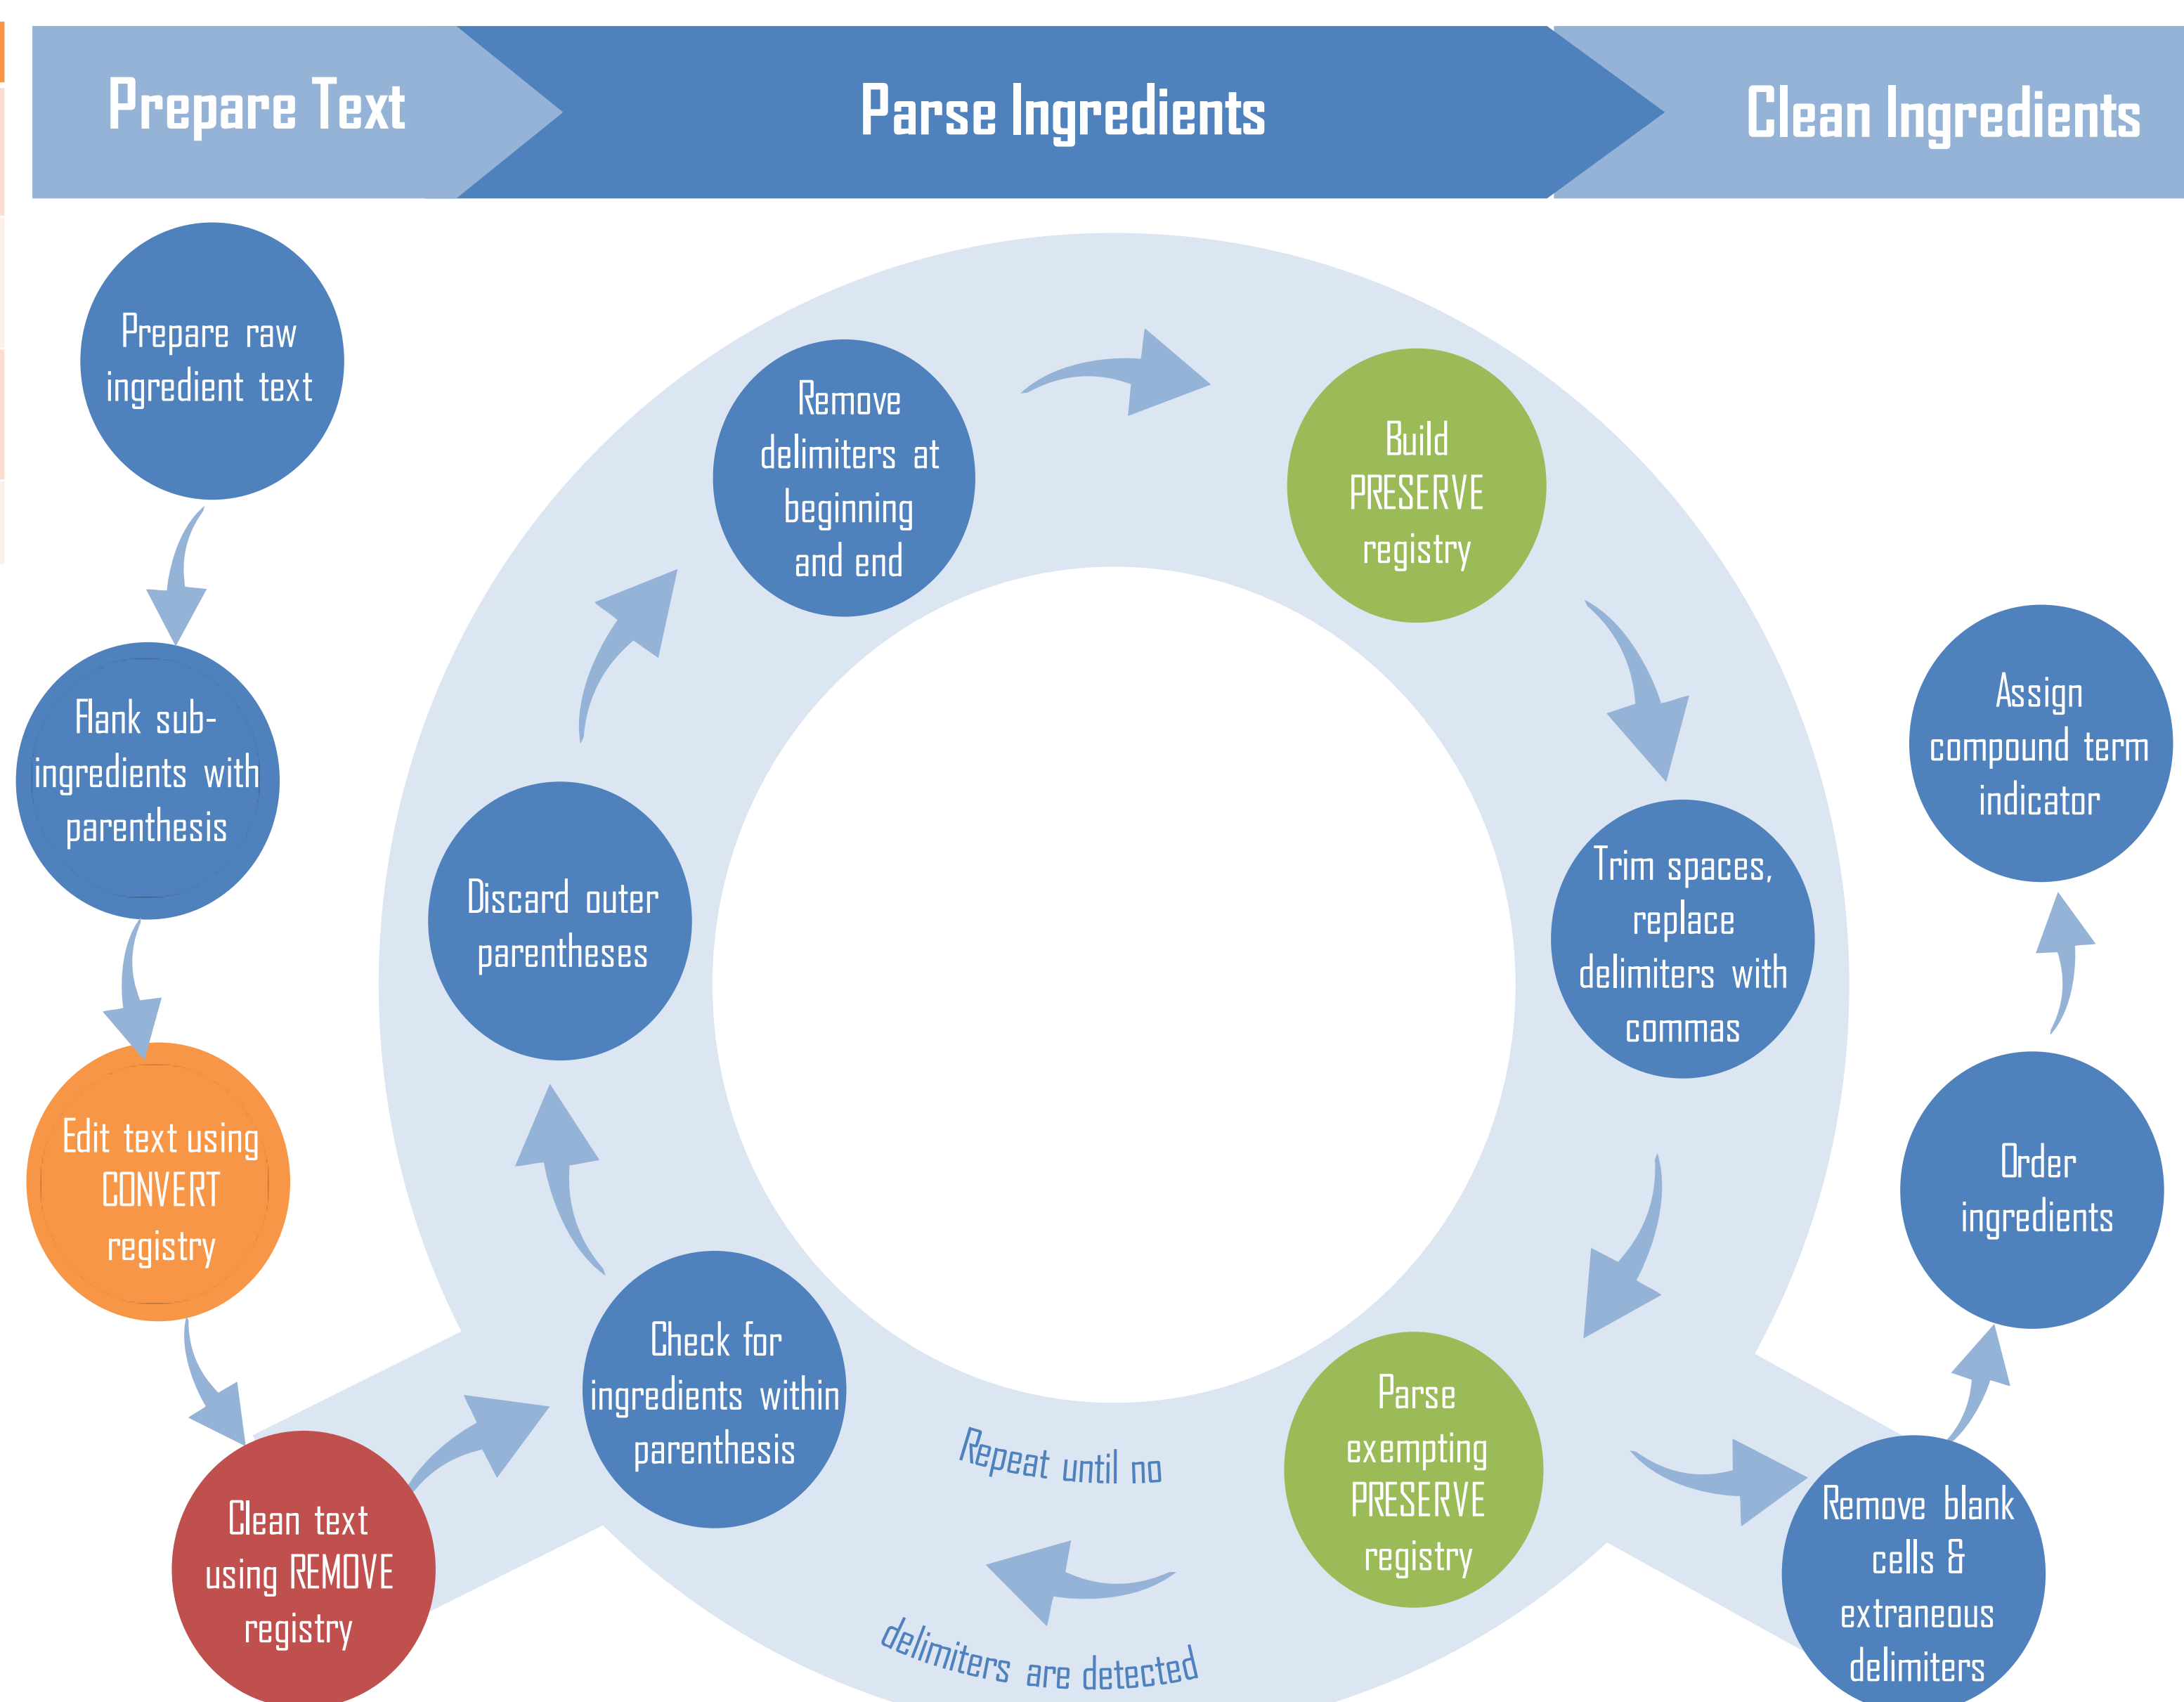 Prepare Text
Parse Ingredients
Clean Ingredients
Prepare raw
ingredient text
Flank sub-
ingredients with
parenthesis
Edit text using
CONVERT
registry
Clean text
using REMOVE
registry
Check for
ingredients within
parenthesis
Discard outer
parentheses
Remove
delimiters at
beginning
and end
Build
PRESERVE
registry
Trim spaces,
replace
delimiters with
commas
Parse
exempting
PRESERVE
registry
Repeat until no
delimiters are detected
Remove blank
cells &
extraneous
delimiters
Order
ingredients
Assign
compound term
indicator